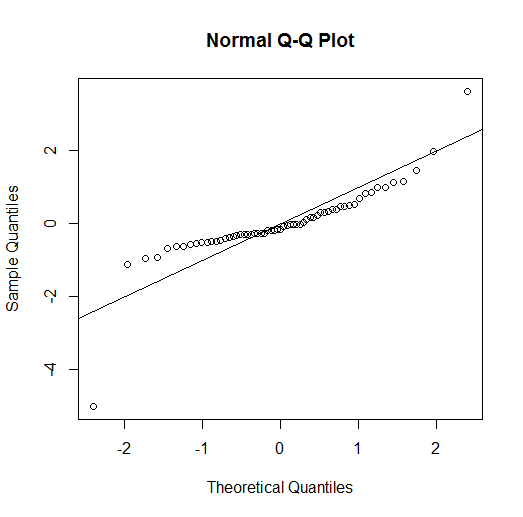 Normal Q-Q Plot
Sample Quantiles
2
0
-2
-4
-2 -1 0 1 2
Theoretical Quantiles